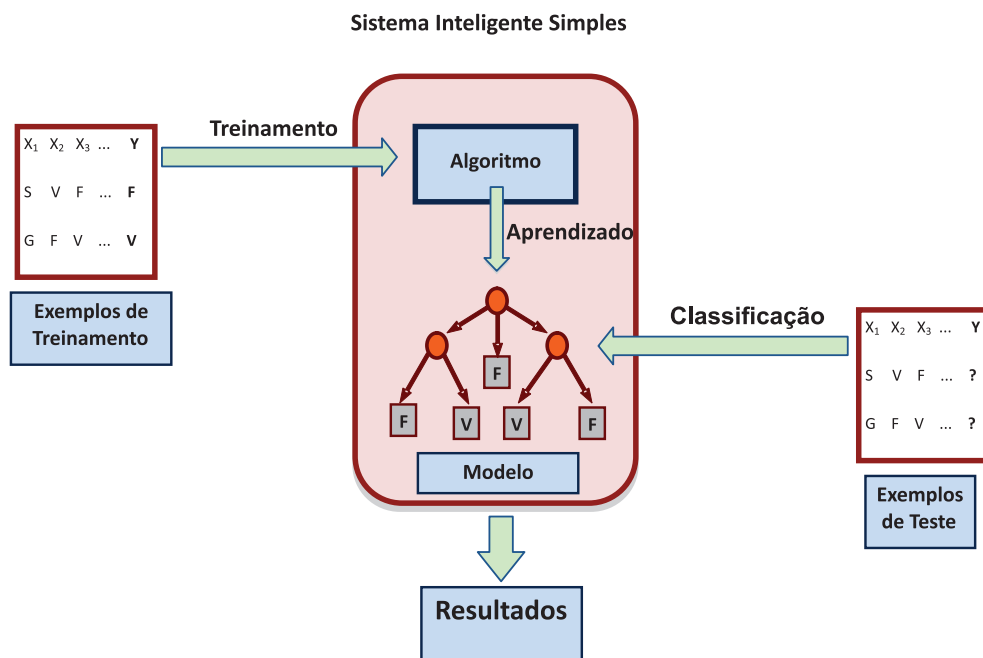 Sistema Inteligente Simples
Treinamento
X₁ X₂ X₃ ... Y
S V F ... F
G F V ... V
Exemplos de
Treinamento
Algoritmo
Aprendizado
F
F V V F
Modelo
Classificação
X₁ X₂ X₃ ... Y
S V F ... ?
G F V ... ?
Exemplos
de Teste
Resultados